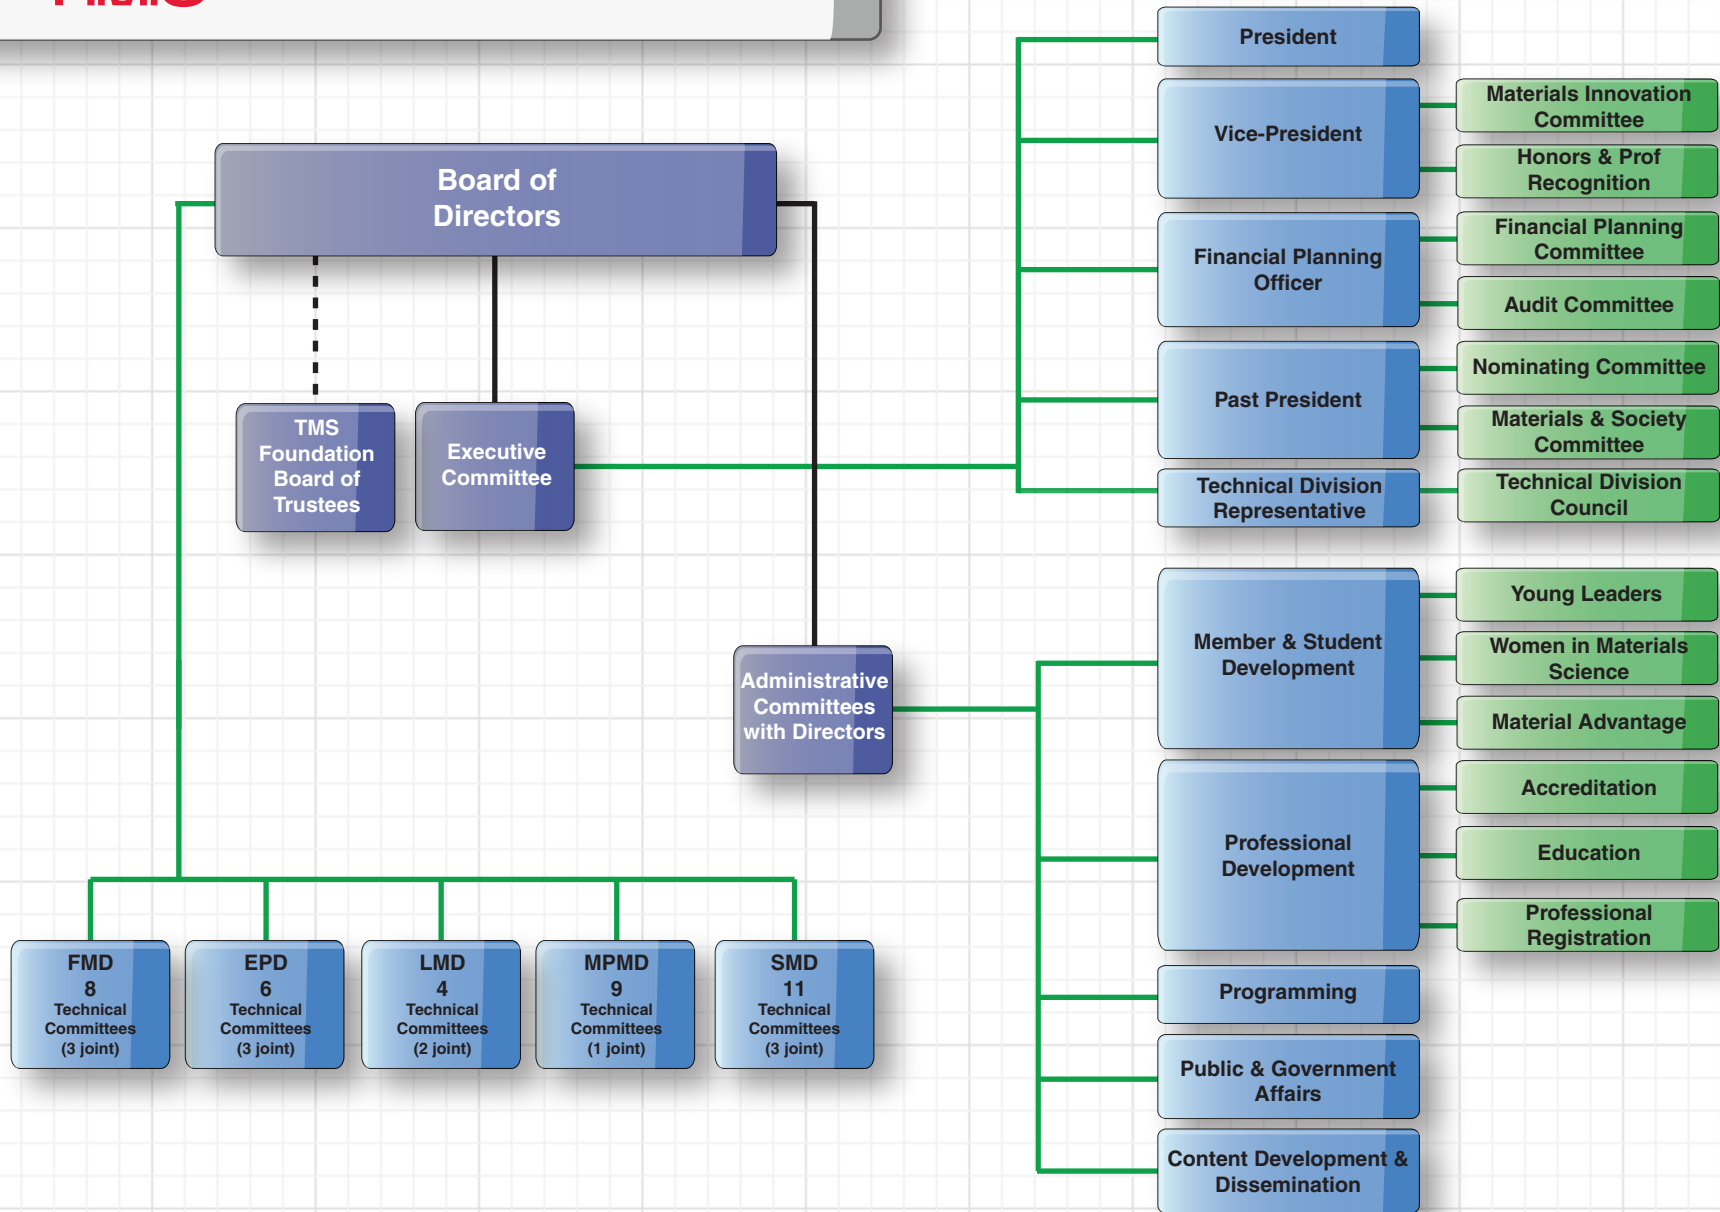 President
Vice-President
Materials Innovation
Committee
Honors & Prof
Recognition
Board of
Directors
Financial Planning
Officer
Financial Planning
Committee
Audit Committee
Past President
Nominating Committee
Materials & Society
Committee
TMS
Foundation
Board of
Trustees
Executive
Committee
Technical Division
Representative
Technical Division
Council
Administrative
Committees
with Directors
Member & Student
Development
Young Leaders
Women in Materials
Science
Material Advantage
Professional
Development
Accreditation
Education
Professional
Registration
Programming
Public & Government
Affairs
Content Development &
Dissemination
FMD
8
Technical
Committees
(3 joint)
EPD
6
Technical
Committees
(3 joint)
LMD
4
Technical
Committees
(2 joint)
MPMD
9
Technical
Committees
(1 joint)
SMD
11
Technical
Committees
(3 joint)